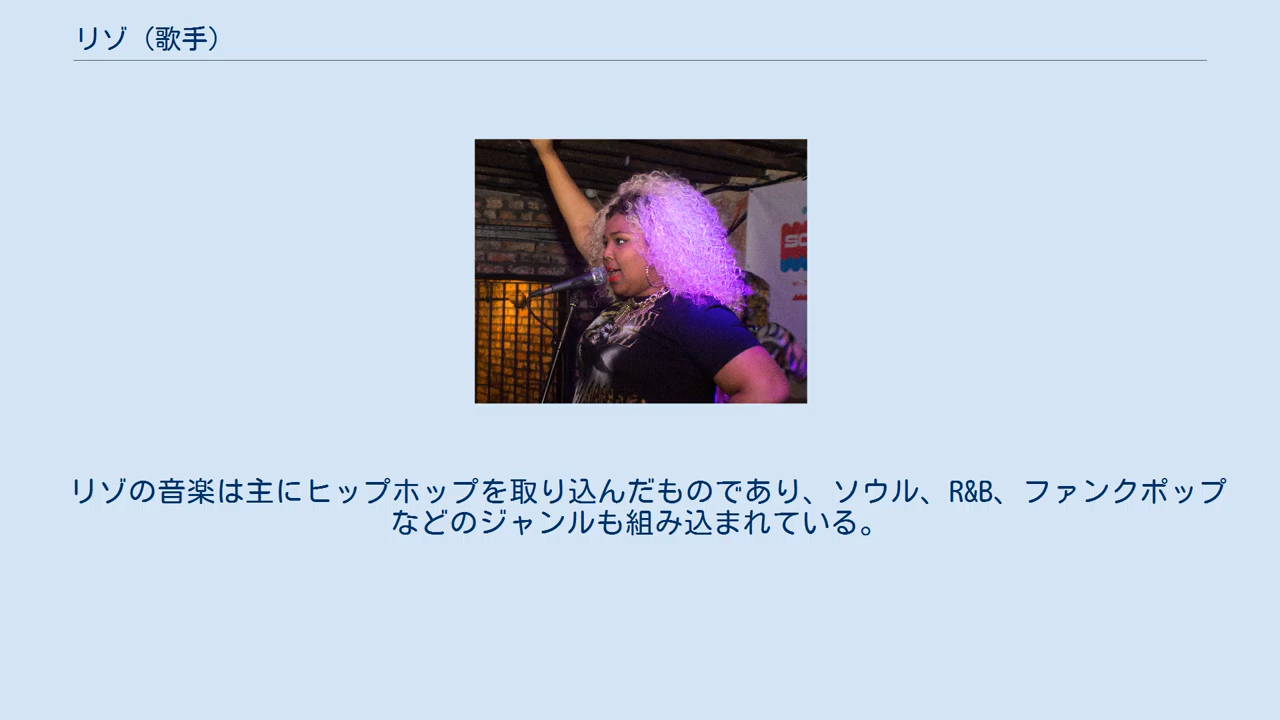 リゾ（歌手）
リゾの音楽は主にヒップホップを取り込んだものであり、ソウル、R&B、ファンクポップ
などのジャンルも組み込まれている。